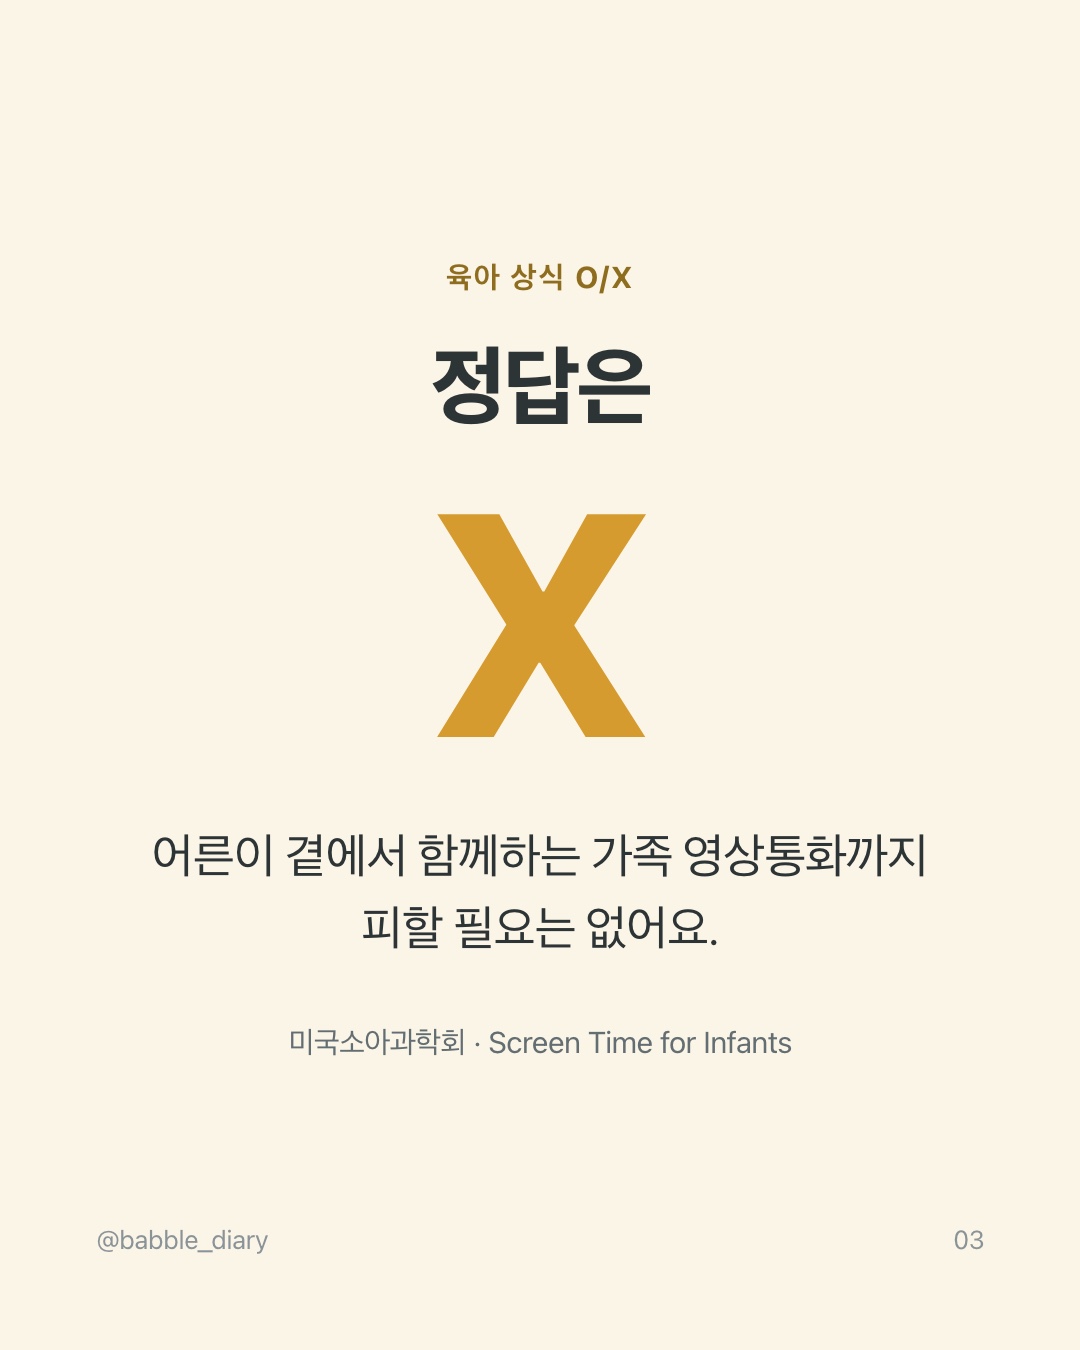 육아 상식 O/X
정답은
X
어른이 곁에서 함께하는 가족 영상통화까지
피할 필요는 없어요.
미국소아과학회 · Screen Time for Infants
@babble_diary
03